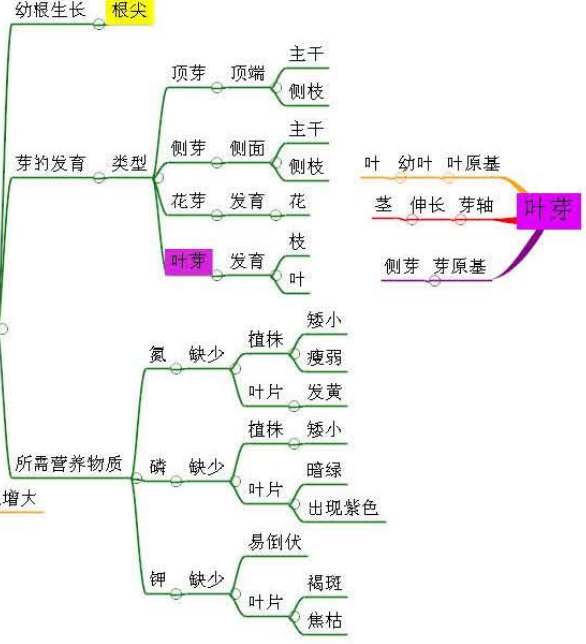 幼根生长 根尖
芽的发育 类型
顶芽 顶端
主干
侧枝
侧芽 侧面
主干
侧枝
花芽 发育 花
叶芽 发育
枝
叶
叶 幼叶 叶原基
茎 伸长 芽轴
侧芽 芽原基
叶芽
所需营养物质
氮 缺少
植株
矮小
瘦弱
叶片 发黄
磷 缺少
植株 矮小
叶片
暗绿
出现紫色
钾 缺少
易倒伏
叶片
褐斑
焦枯
增大